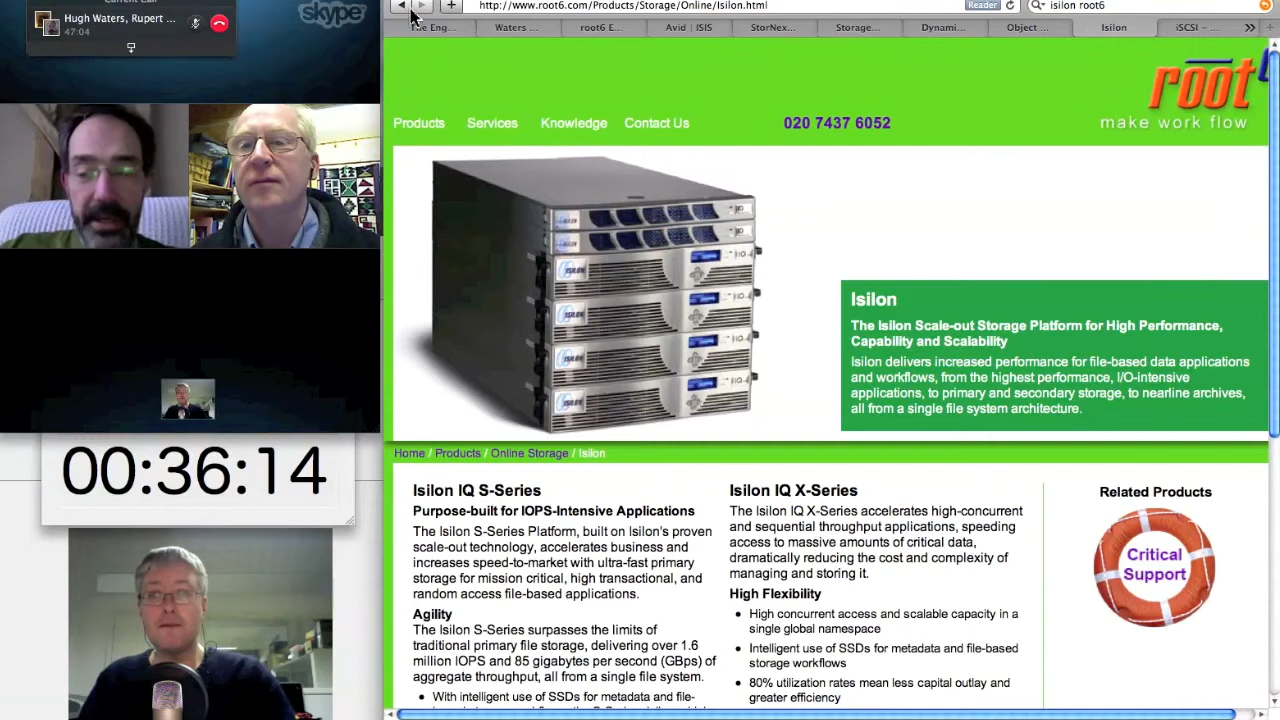 Current Call
Hugh Waters, Rupert ...
47:04
skype
http://www.root6.com/Products/Storage/Online/Isilon.html
Reader
isilon root6
Waters ...
root6 E...
Avid | ISIS
StorNex...
Storage...
Dynami...
Object ...
Isilon
iSCSI – ...
Products
Services
Knowledge
Contact Us
020 7437 6052
root
make work flow
ISILON
Isilon
The Isilon Scale-out Storage Platform for High Performance,
Capability and Scalability
Isilon delivers increased performance for file-based data applications
and workflows, from the highest performance, I/O-intensive
applications, to primary and secondary storage, to nearline archives,
all from a single file system architecture.
00:36:14
Home / Products / Online Storage / Isilon
Isilon IQ S-Series
Purpose-built for IOPS-Intensive Applications
The Isilon S-Series Platform, built on Isilon's proven
scale-out technology, accelerates business and
increases speed-to-market with ultra-fast primary
storage for mission critical, high transactional, and
random access file-based applications.
Agility
The Isilon S-Series surpasses the limits of
traditional primary file storage, delivering over 1.6
million IOPS and 85 gigabytes per second (GBps) of
aggregate throughput, all from a single file system.
• With intelligent use of SSDs for metadata and file-
Isilon IQ X-Series
The Isilon IQ X-Series accelerates high-concurrent
and sequential throughput applications, speeding
access to massive amounts of critical data,
dramatically reducing the cost and complexity of
managing and storing it.
High Flexibility
• High concurrent access and scalable capacity in a
single global namespace
• Intelligent use of SSDs for metadata and file-based
storage workflows
• 80% utilization rates mean less capital outlay and
greater efficiency
Related Products
Critical
Support